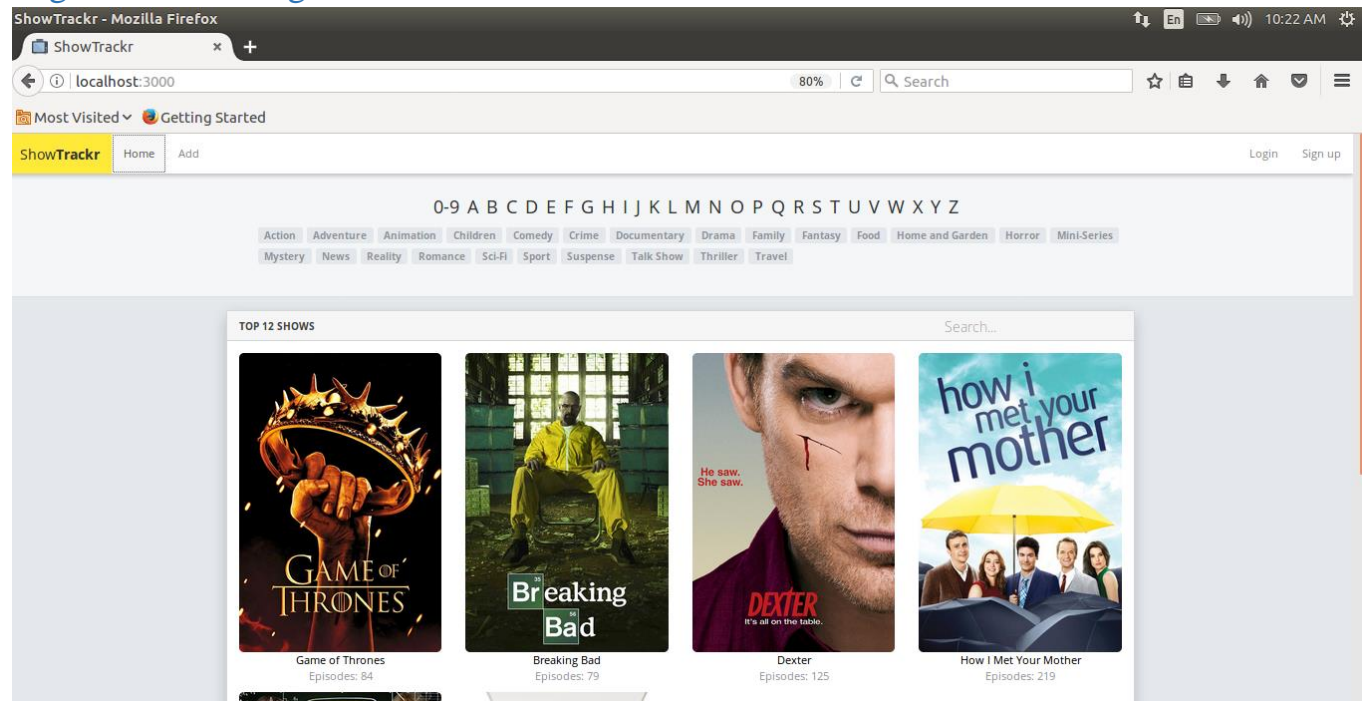 ShowTrackr - Mozilla Firefox En 10:22 AM
ShowTrackr × +
localhost:3000 80% Search
Most Visited Getting Started
ShowTrackr Home Add Login Sign up
0-9 A B C D E F G H I J K L M N O P Q R S T U V W X Y Z
Action Adventure Animation Children Comedy Crime Documentary Drama Family Fantasy Food Home and Garden Horror Mini-Series
Mystery News Reality Romance Sci-Fi Sport Suspense Talk Show Thriller Travel
TOP 12 SHOWS Search...
GAME OF
THRONES
35
Breaking
56
Bad
He saw.
She saw.
DEXTER
It's all on the table.
how i
met your
mother
Game of Thrones Breaking Bad Dexter How I Met Your Mother
Episodes: 84 Episodes: 79 Episodes: 125 Episodes: 219